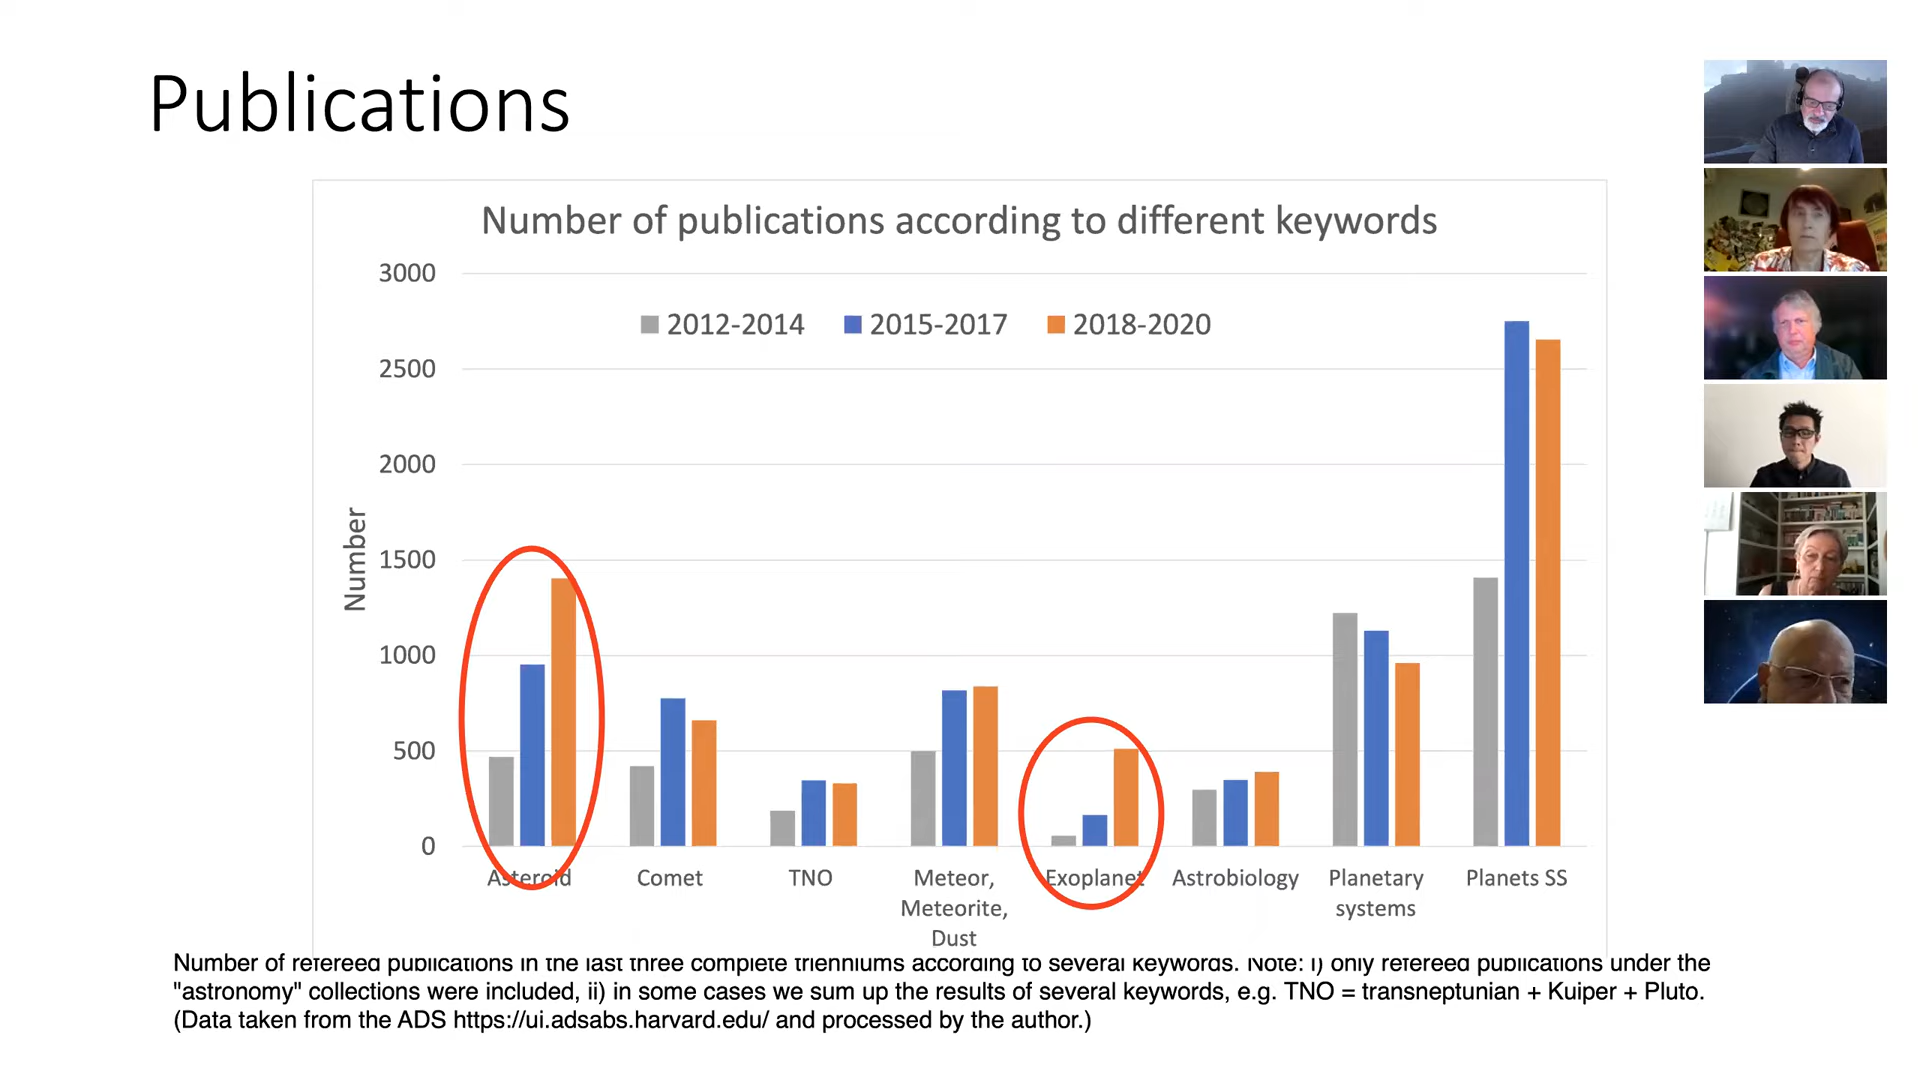 Publications
Number of publications according to different keywords
3000
2012-2014 2015-2017 2018-2020
2500
2000
Number
1500
1000
500
0
Asteroid Comet TNO Meteor, Exoplanet Astrobiology Planetary Planets SS
Meteorite, systems
Dust
Number of refereed publications in the last three complete trienniums according to several keywords. Note: i) only refereed publications under the
"astronomy" collections were included, ii) in some cases we sum up the results of several keywords, e.g. TNO = transneptunian + Kuiper + Pluto.
(Data taken from the ADS https://ui.adsabs.harvard.edu/ and processed by the author.)